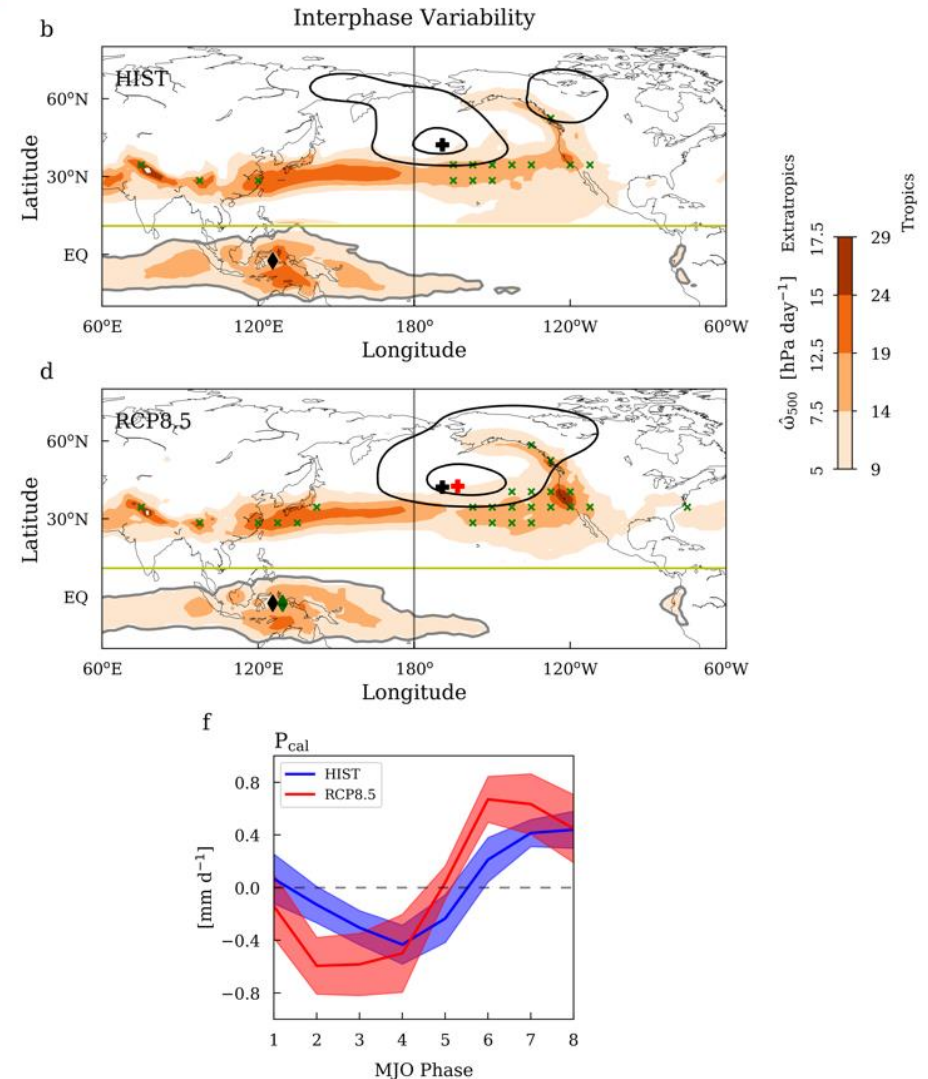 Interphase Variability
b
HIST
60°N
30°N
EQ
Latitude
60°E 120°E 180° 120°W 60°W
Longitude
d
RCP8.5
60°N
30°N
EQ
Latitude
60°E 120°E 180° 120°W 60°W
Longitude
Extratropics
Tropics
ω̂500 [hPa day−1]
17.5 29
15 24
12.5 19
7.5 14
5 9
f
Pcal
HIST
RCP8.5
0.8
0.4
0.0
−0.4
−0.8
[mm d−1]
1 2 3 4 5 6 7 8
MJO Phase